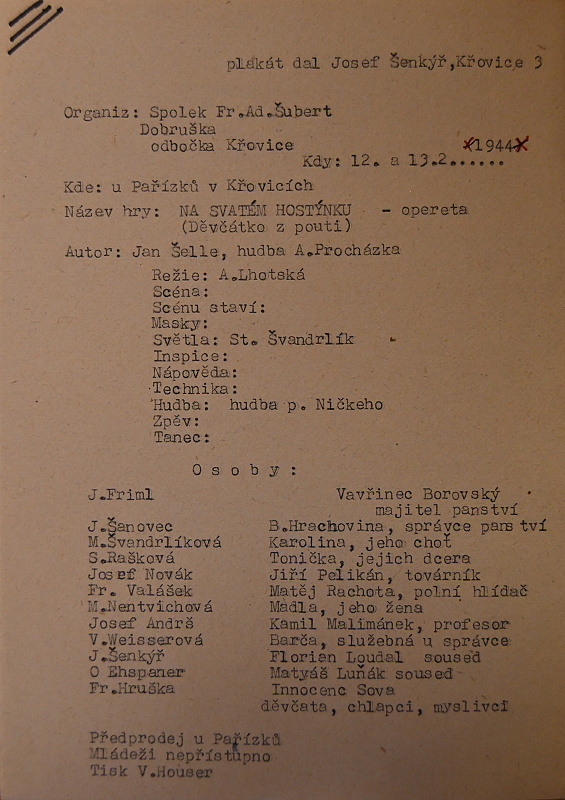 plakát dal Josef Šenkýř,Křovice 3
Organiz: Spolek Fr.Ad.Šubert
Dobruška
odbočka Křovice
1944
Kdy: 12. a 13.2.......
Kde: u Pařízků v Křovicích
Název hry: NA SVATÉM HOSTÝNKU - opereta
(Děvčátko z pouti)
Autor: Jan Šelle, hudba A.Procházka
Režie: A.Lhotská
Scéna:
Scénu staví:
Masky:
Světla: St. Švandrlík
Inspice:
Nápověda:
Technika:
Hudba: hudba p. Ničkeho
Zpěv:
Tanec:
O s o b y :
J.Friml Vavřinec Borovský
majitel panství
J.Šanovec B.Hrachovina, správce panství
M.Švandrlíková Karolina, jeho choť
S.Rašková Tonička, jejich dcera
Josef Novák Jiří Pelikán, továrník
Fr. Valášek Matěj Rachota, polní hlídač
M.Nentvichová Mádla, jeho žena
Josef Andrš Kamil Malimánek, profesor
V.Weisserová Barča, služebná u správce
J.Šenkýř Florian Loudal soused
O Ehspaner Matyáš Luňák soused
Fr.Hruška Innocenc Sova
děvčata, chlapci, myslivci
Předprodej u Pařízků
Mládeži nepřístupno
Tisk V.Houser